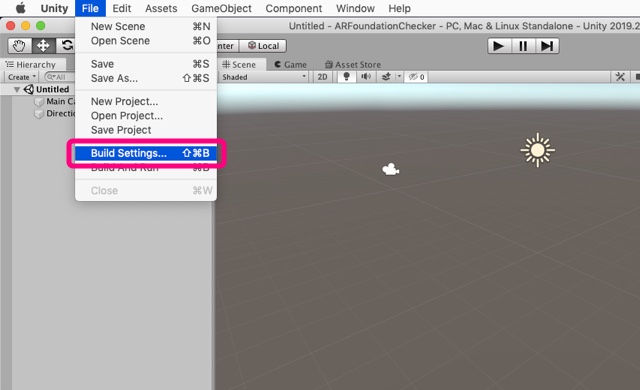 Unity File Edit Assets GameObject Component Window Help
Untitled - ARFoundationChecker - PC, Mac & Linux Standalone - Unity 2019.2
Local
Hierarchy
Scene Game Asset Store
Create All
Shaded 2D 0
Untitled
Main Ca
Directio
New Scene ⌘N
Open Scene ⌘O
Save ⌘S
Save As... ⇧⌘S
New Project...
Open Project...
Save Project
Build Settings... ⇧⌘B
Build And Run ⌘B
Close ⌘W